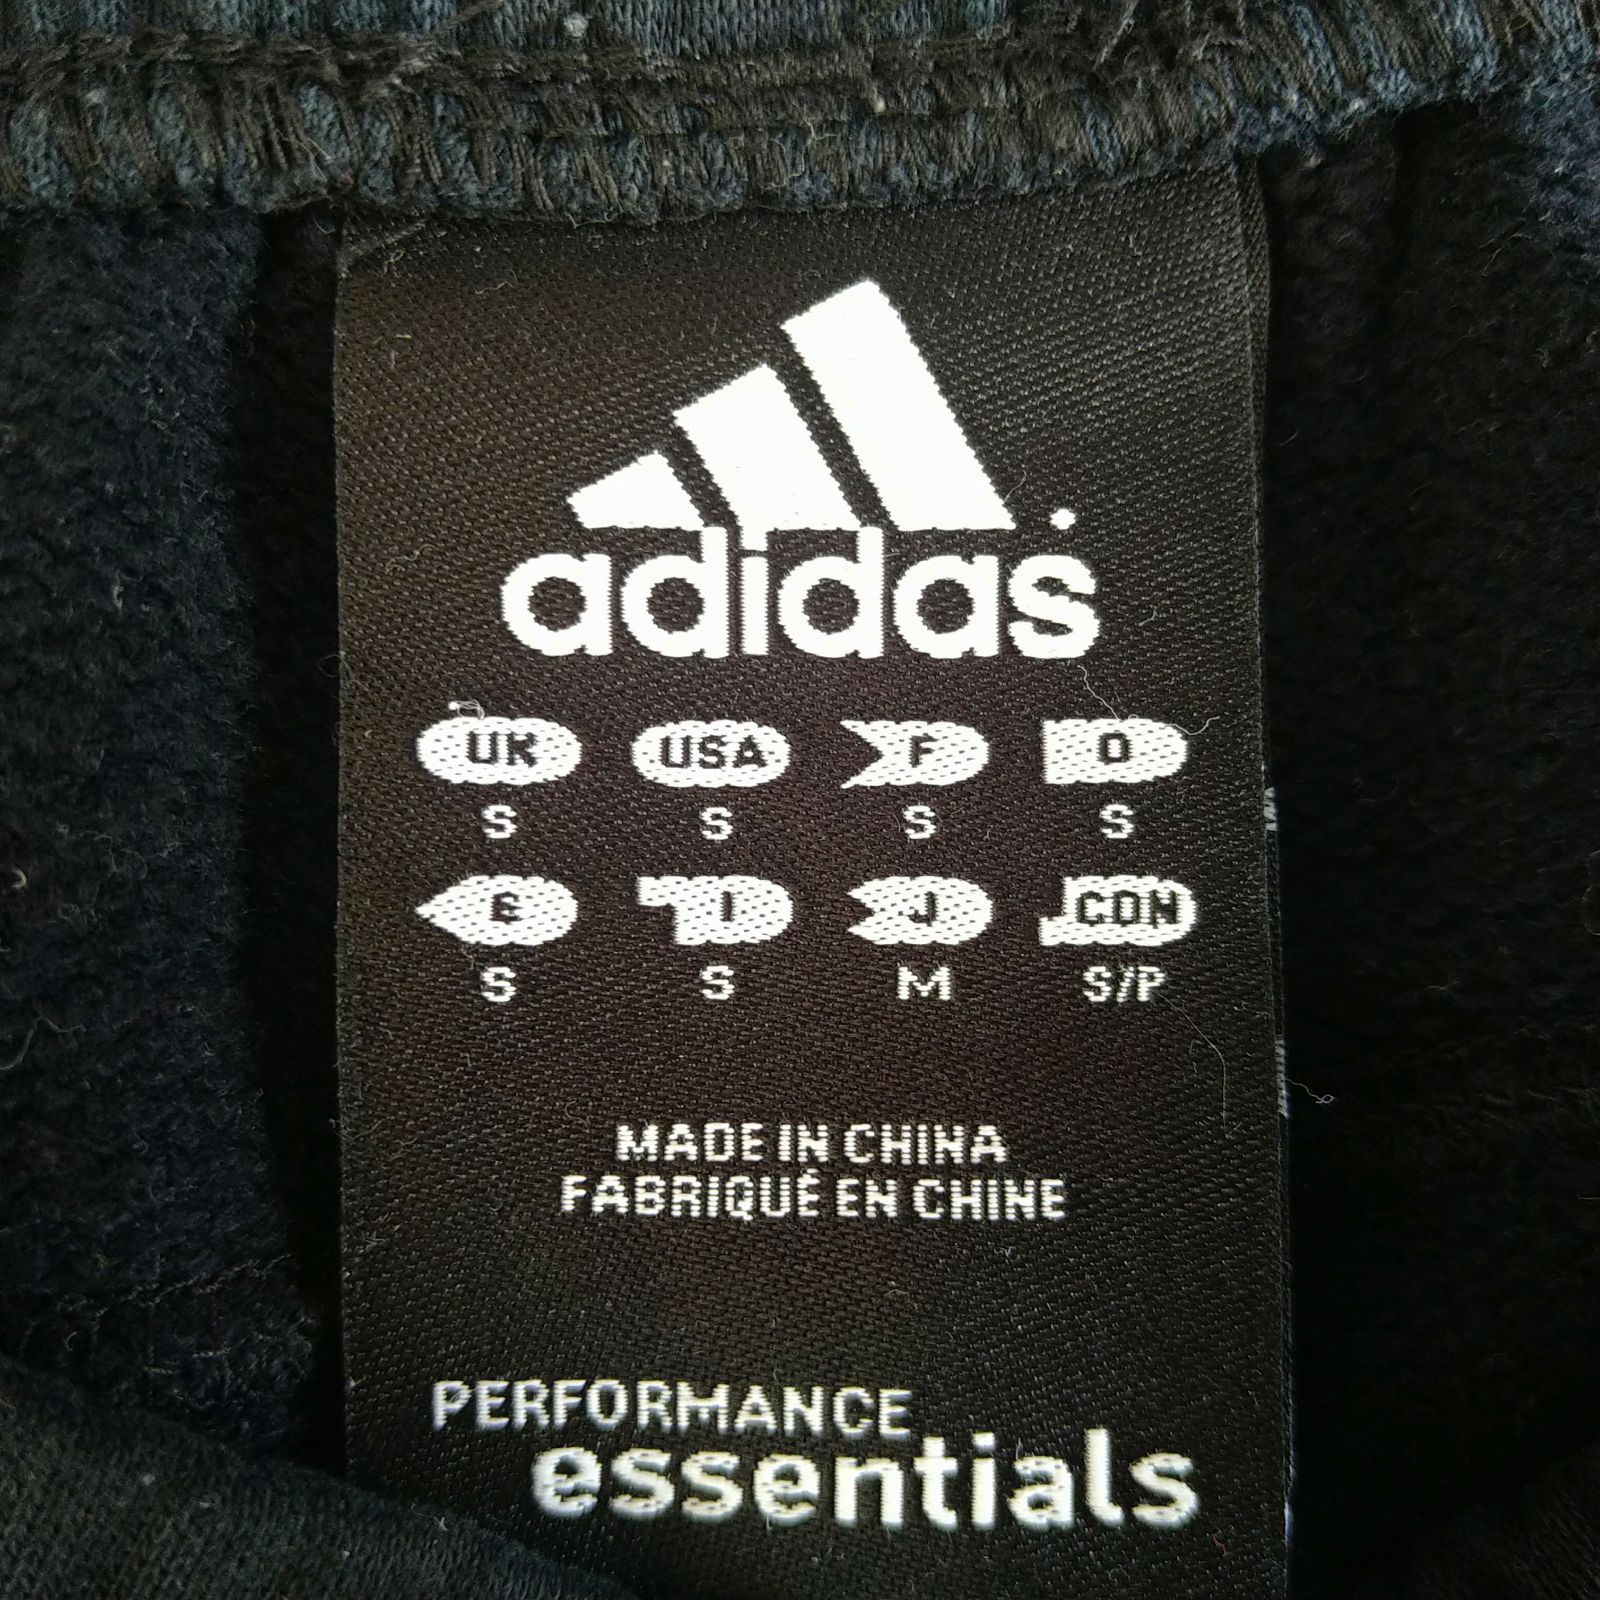 adidas
UK USA F D
S S S S
E I J CDN
S S M S/P
MADE IN CHINA
FABRIQUÉ EN CHINE
PERFORMANCE
essentials